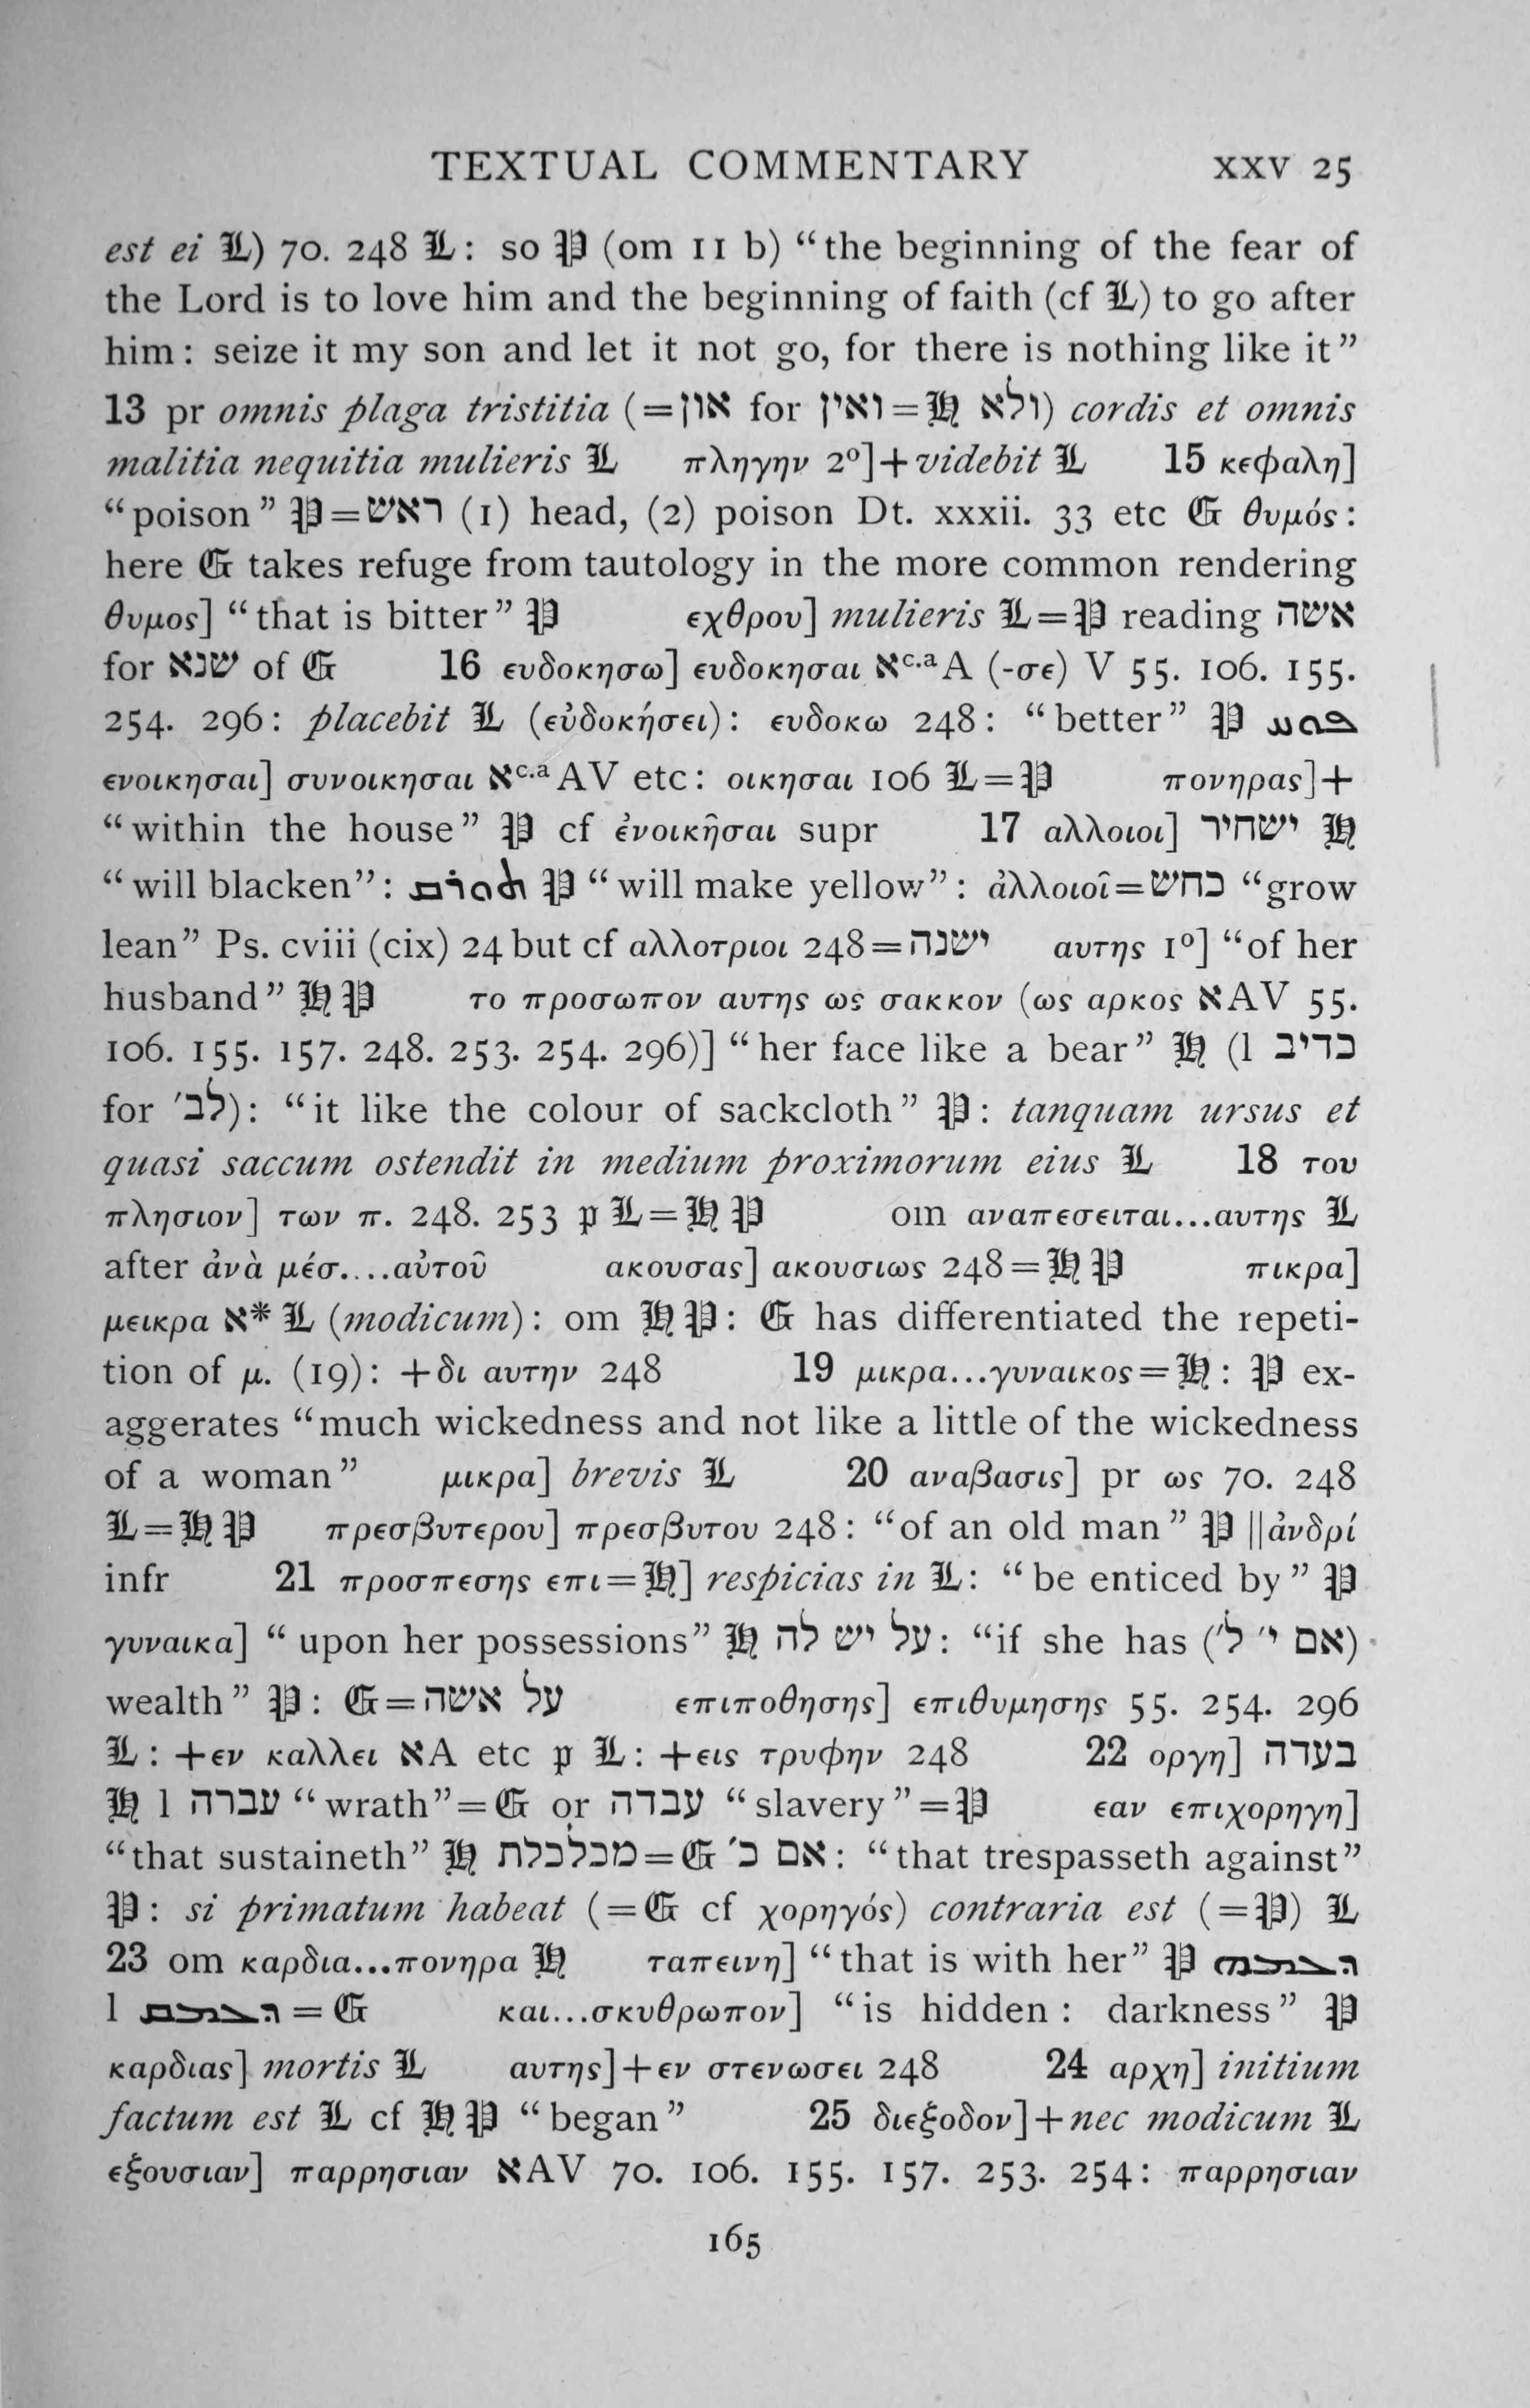 TEXTUAL COMMENTARY XXV 25
est ei 𝕷) 70. 248 𝕷: so 𝕻 (om 11 b) “the beginning of the fear of
the Lord is to love him and the beginning of faith (cf 𝕷) to go after
him: seize it my son and let it not go, for there is nothing like it”
13 pr omnis plaga tristitia (=און for ואין=𝕳 ולא) cordis et omnis
malitia nequitia mulieris 𝕷 πληγην 2º]+videbit 𝕷 15 κεφαλη]
“poison” 𝕻=ראש (1) head, (2) poison Dt. xxxii. 33 etc 𝕲 θυμός:
here 𝕲 takes refuge from tautology in the more common rendering
θυμος] “that is bitter” 𝕻 εχθρου] mulieris 𝕷=𝕻 reading אשה
for שנא of 𝕲 16 ευδοκησω] ευδοκησαι אc.a A (-σε) V 55. 106. 155.
254. 296: placebit 𝕷 (εὐδοκήσει): ευδοκω 248: “better” 𝕻 ܦܩܚ
ενοικησαι] συνοικησαι אc.a AV etc: οικησαι 106 𝕷=𝕻 πονηρας]+
“within the house” 𝕻 cf ἐνοικῆσαι supr 17 αλλοιοι] ישחיר 𝕳
“will blacken”: 𝕻 “will make yellow”: ἀλλοιοῖ=כחש “grow
lean” Ps. cviii (cix) 24 but cf αλλοτριοι 248=ישנה αυτης 1º] “of her
husband” 𝕳𝕻 το προσωπον αυτης ως σακκον (ως αρκος אAV 55.
106. 155. 157. 248. 253. 254. 296)] “her face like a bear” 𝕳 (l כדיב
for לב׳): “it like the colour of sackcloth” 𝕻: tanquam ursus et
quasi saccum ostendit in medium proximorum eius 𝕷 18 του
πλησιον] των π. 248. 253 𝔭 𝕷=𝕳𝕻 om αναπεσειται...αυτης 𝕷
after ἀνὰ μέσ....αὐτοῦ ακουσας] ακουσιως 248=𝕳𝕻 πικρα]
μεικρα א* 𝕷 (modicum): om 𝕳𝕻: 𝕲 has differentiated the repeti-
tion of μ. (19): +δι αυτην 248 19 μικρα...γυναικος=𝕳: 𝕻 ex-
aggerates “much wickedness and not like a little of the wickedness
of a woman” μικρα] brevis 𝕷 20 αναβασις] pr ως 70. 248
𝕷=𝕳𝕻 πρεσβυτερου] πρεσβυτου 248: “of an old man” 𝕻 ||ἀνδρί
infr 21 προσπεσης επι=𝕳] respicias in 𝕷: “be enticed by” 𝕻
γυναικα] “upon her possessions” 𝕳 על יש לה: “if she has (אם י׳ ל׳)
wealth” 𝕻: 𝕲=על אשה επιποθησης] επιθυμησης 55. 254. 296
𝕷: +εν καλλει אA etc 𝔭 𝕷: +εις τρυφην 248 22 οργη] בעדה
𝕳 l עברה “wrath”=𝕲 or עבדה “slavery”=𝕻 εαν επιχορηγη]
“that sustaineth” 𝕳 מכלכלת=𝕲 אם כ׳: “that trespasseth against”
𝕻: si primatum habeat (=𝕲 cf χορηγός) contraria est (=𝕻) 𝕷
23 om καρδια...πονηρα 𝕳 ταπεινη] “that is with her” 𝕻
l =𝕲 και...σκυθρωπον] “is hidden: darkness” 𝕻
καρδιας] mortis 𝕷 αυτης]+εν στενωσει 248 24 αρχη] initium
factum est 𝕷 cf 𝕳𝕻 “began” 25 διεξοδον]+nec modicum 𝕷
εξουσιαν] παρρησιαν אAV 70. 106. 155. 157. 253. 254: παρρησιαν
165